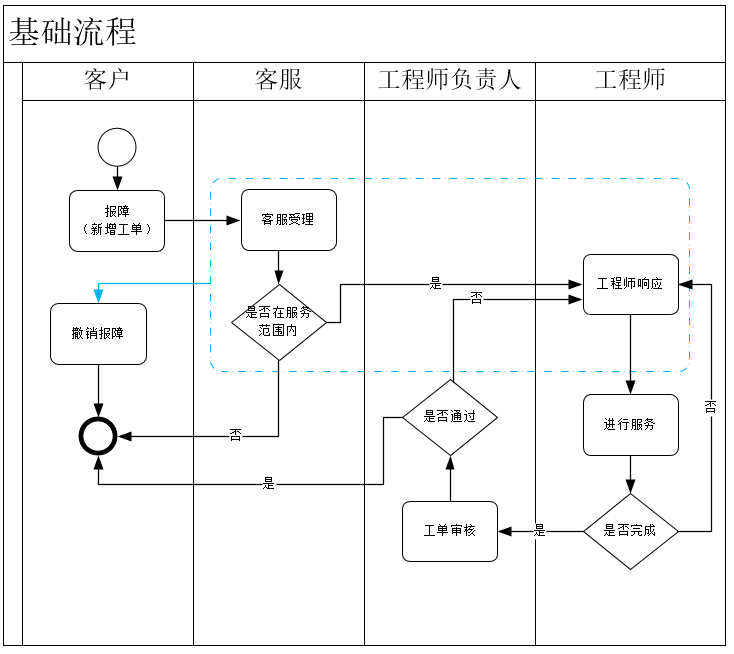 基础流程
客户
客服
工程师负责人
工程师
报障
（新增工单）
客服受理
是否在服务
范围内
是
否
工程师响应
撤销报障
是否通过
否
进行服务
否
是
工单审核
是
是否完成